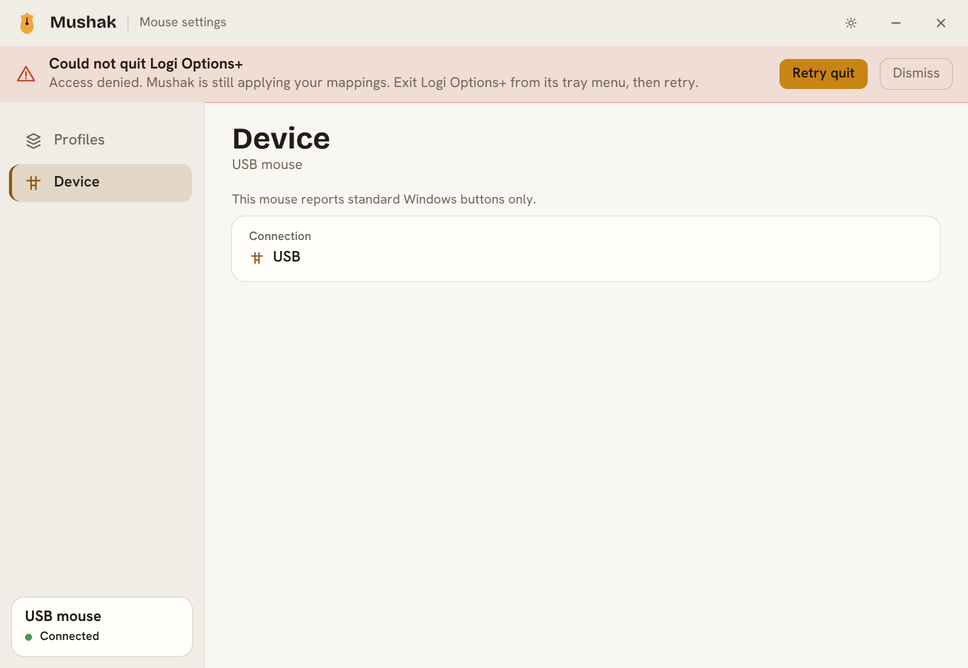 Mushak | Mouse settings
Could not quit Logi Options+
Access denied. Mushak is still applying your mappings. Exit Logi Options+ from its tray menu, then retry.
Retry quit
Dismiss
Profiles
Device
Device
USB mouse
This mouse reports standard Windows buttons only.
Connection
USB
USB mouse
Connected